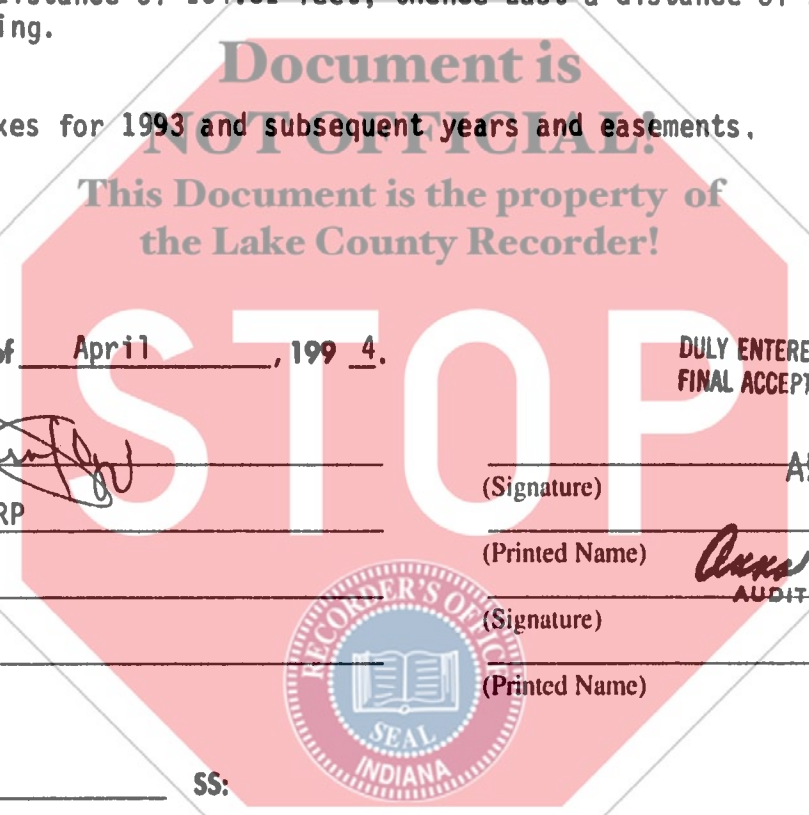 ing.
xes for 1993 and subsequent years and easements.
Document is
NOT OFFICIAL!
This Document is the property of
the Lake County Recorder!
STOP
of April , 199 4.
DULY ENTERE
FINAL ACCEPT
(Signature)
RP
(Printed Name)
AUDIT
(Signature)
(Printed Name)
RECORDER'S OFFICE
SEAL
INDIANA
SS: